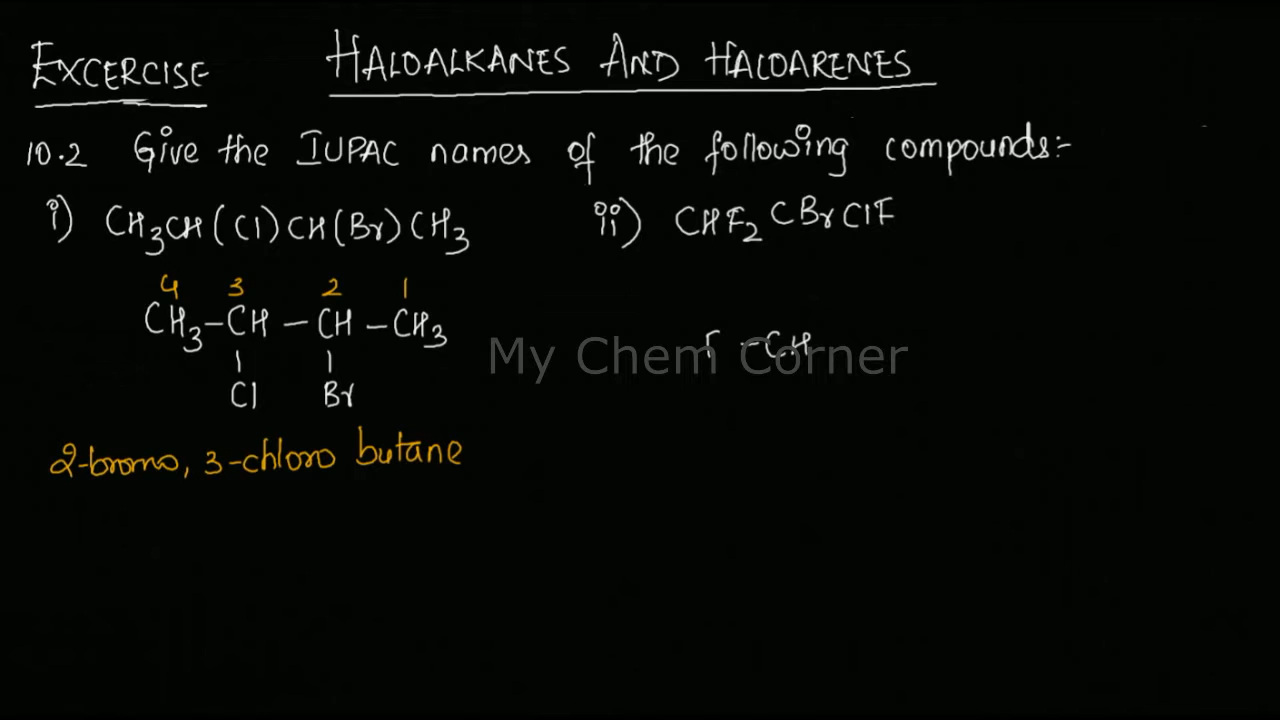 EXCERCISE HALOALKANES AND HALOARENES
10.2 Give the IUPAC names of the following compounds:-
i) CH₃CH(Cl)CH(Br)CH₃ ii) CHF₂CBrClF
4 3 2 1
CH₃-CH-CH-CH₃
F-CH
My Chem Corner
Cl Br
2-bromo, 3-chloro butane